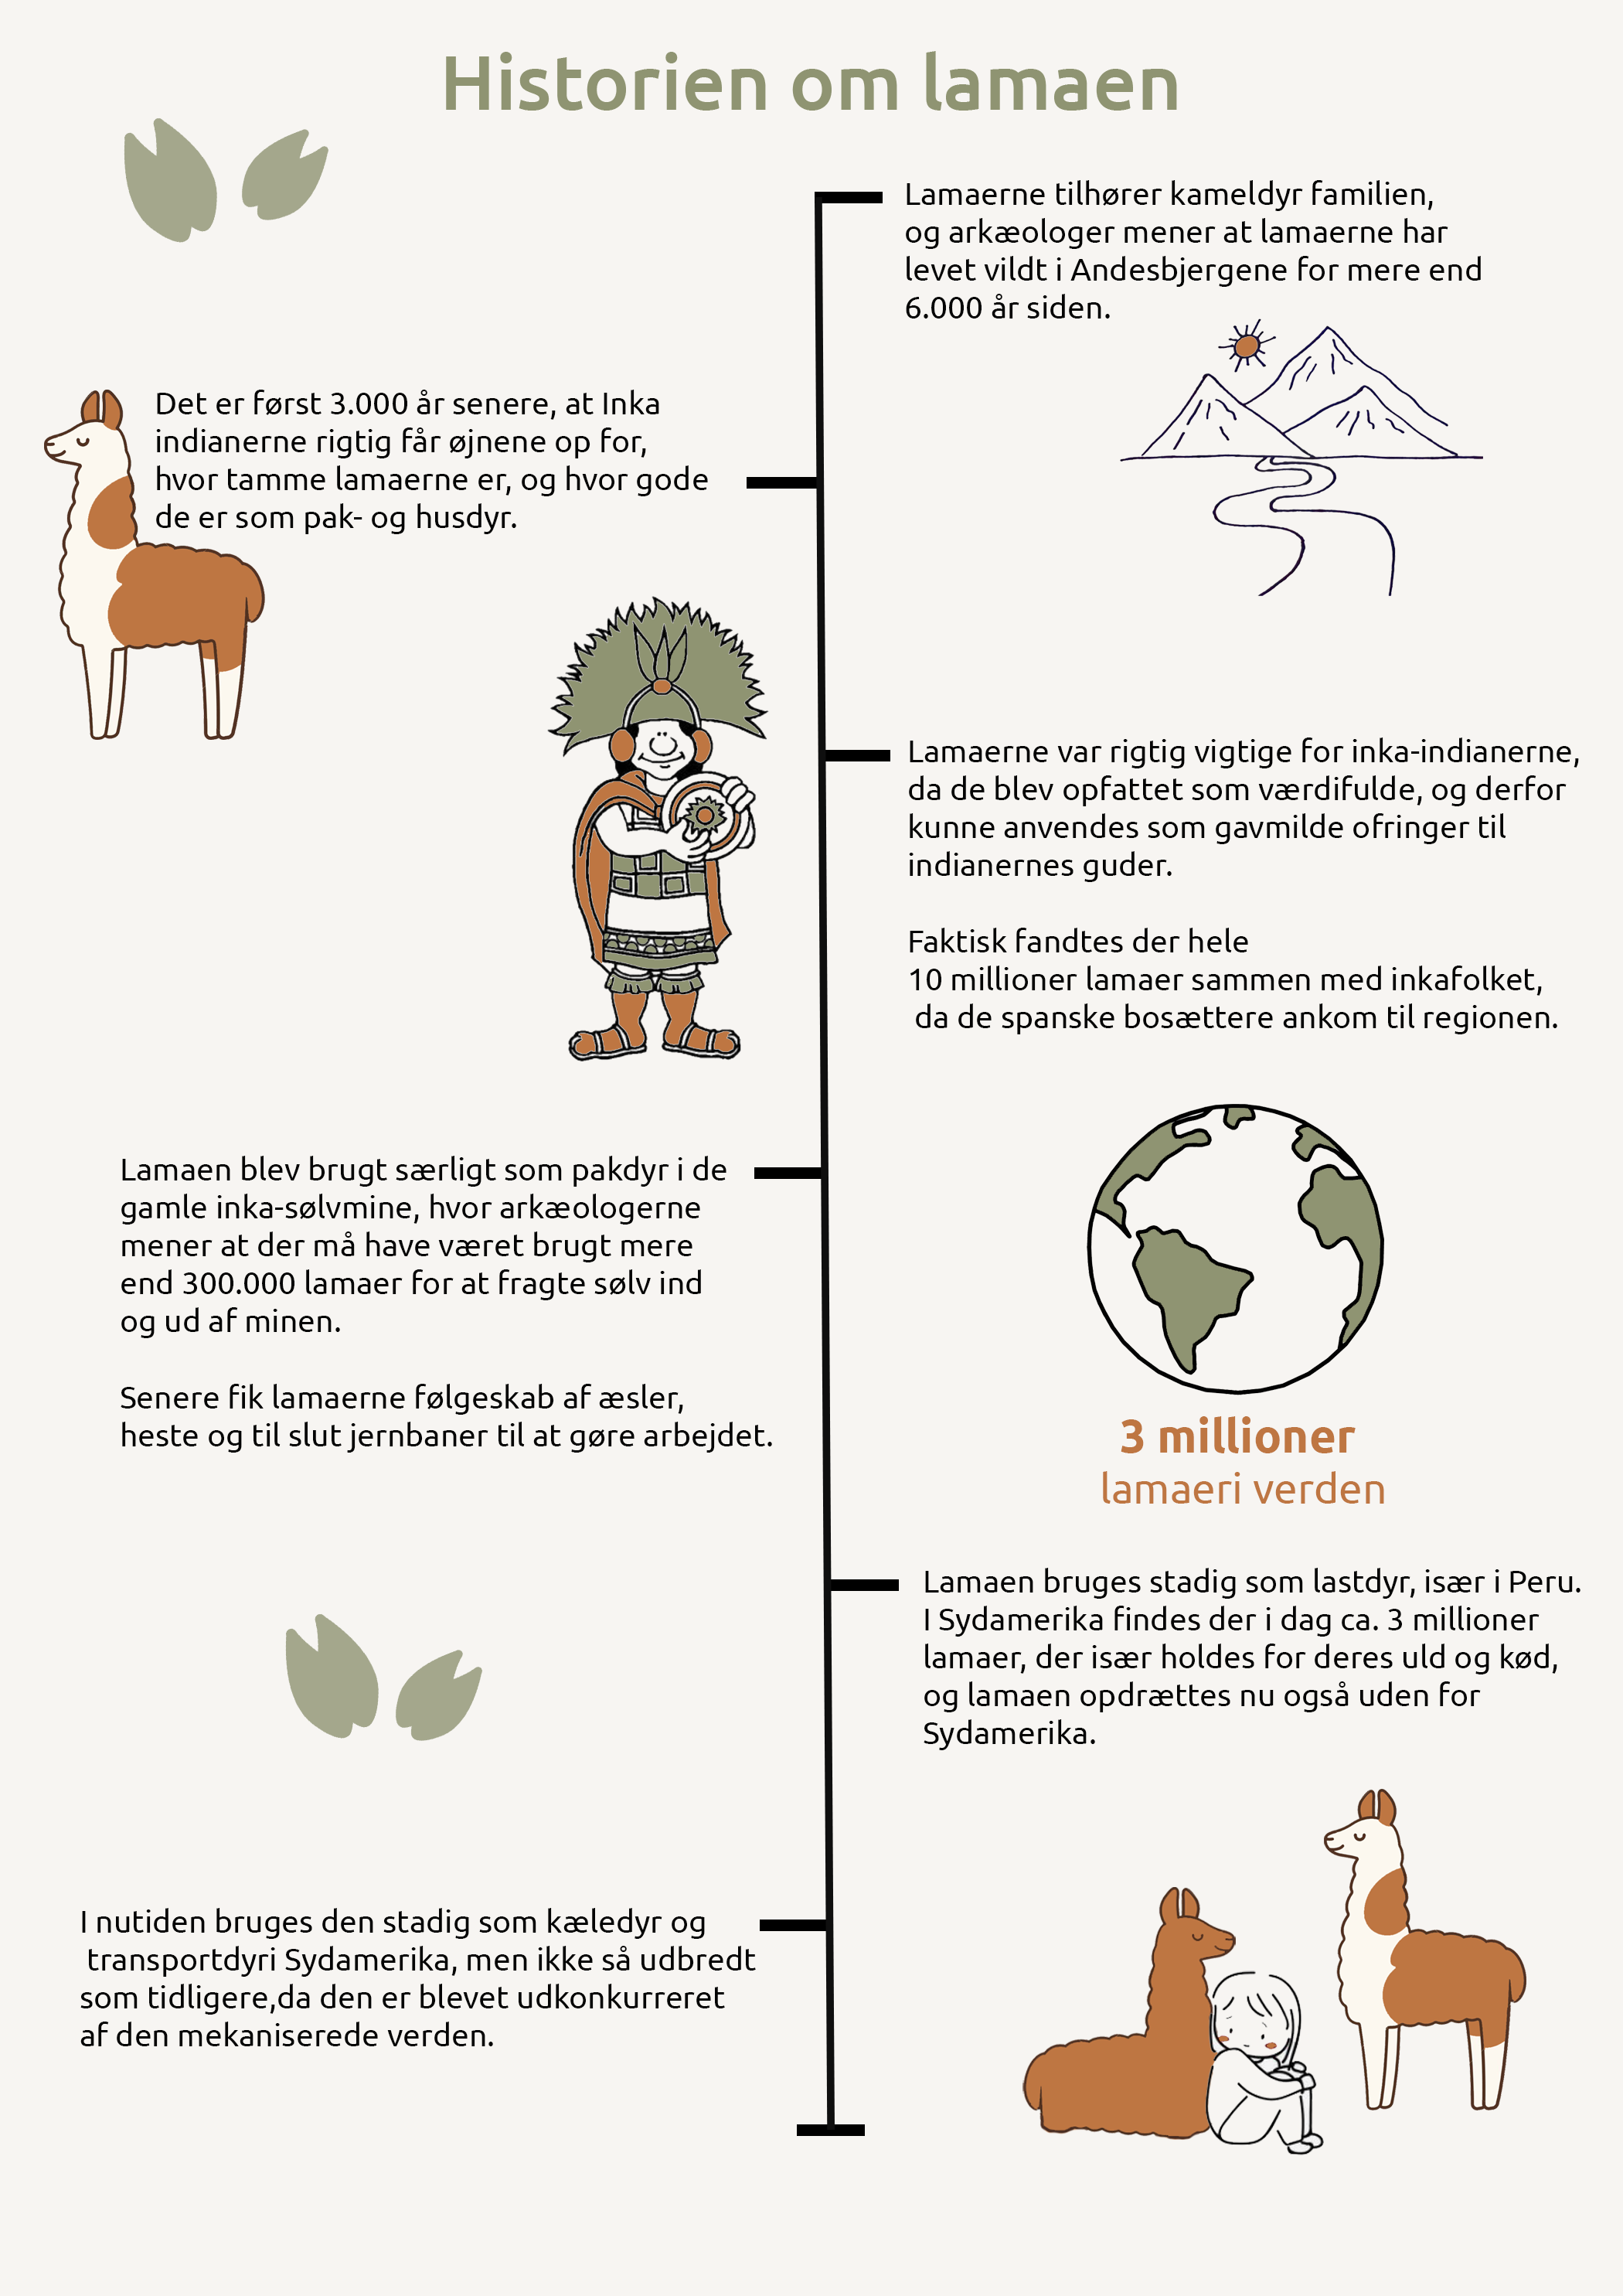 Historien om lamaen
Lamaerne tilhører kameldyr familien,
og arkæologer mener at lamaerne har
levet vildt i Andesbjergene for mere end
6.000 år siden.
Det er først 3.000 år senere, at Inka
indianerne rigtig får øjnene op for,
hvor tamme lamaerne er, og hvor gode
de er som pak- og husdyr.
Lamaerne var rigtig vigtige for inka-indianerne,
da de blev opfattet som værdifulde, og derfor
kunne anvendes som gavmilde ofringer til
indianernes guder.
Faktisk fandtes der hele
10 millioner lamaer sammen med inkafolket,
da de spanske bosættere ankom til regionen.
Lamaen blev brugt særligt som pakdyr i de
gamle inka-sølvmine, hvor arkæologerne
mener at der må have været brugt mere
end 300.000 lamaer for at fragte sølv ind
og ud af minen.
Senere fik lamaerne følgeskab af æsler,
heste og til slut jernbaner til at gøre arbejdet.
3 millioner
lamaeri verden
Lamaen bruges stadig som lastdyr, især i Peru.
I Sydamerika findes der i dag ca. 3 millioner
lamaer, der især holdes for deres uld og kød,
og lamaen opdrættes nu også uden for
Sydamerika.
I nutiden bruges den stadig som kæledyr og
transportdyri Sydamerika, men ikke så udbredt
som tidligere,da den er blevet udkonkurreret
af den mekaniserede verden.